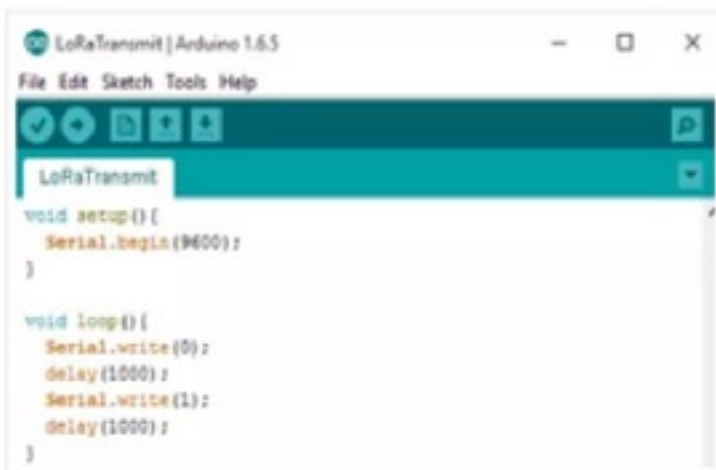 LoRaTransmit | Arduino 1.6.5
File Edit Sketch Tools Help
LoRaTransmit
void setup(){
  Serial.begin(9600);
}

void loop(){
  Serial.write(0);
  delay(1000);
  Serial.write(1);
  delay(1000);
}